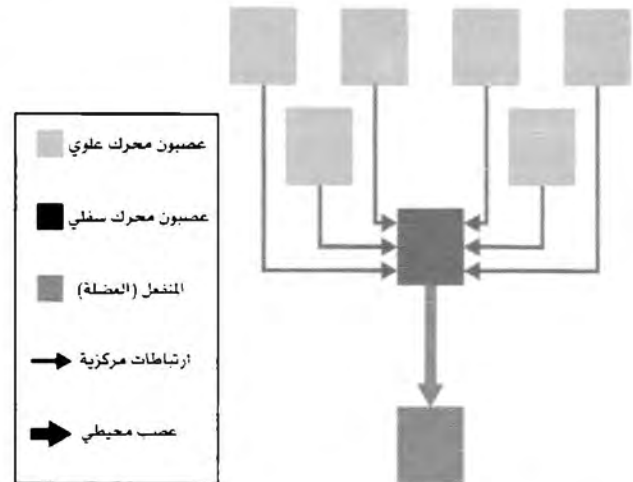 عصبون محرك علوي
عصبون محرك سفلي
المنفعل (العضلة)
ارتباطات مركزية
عصب محيطي